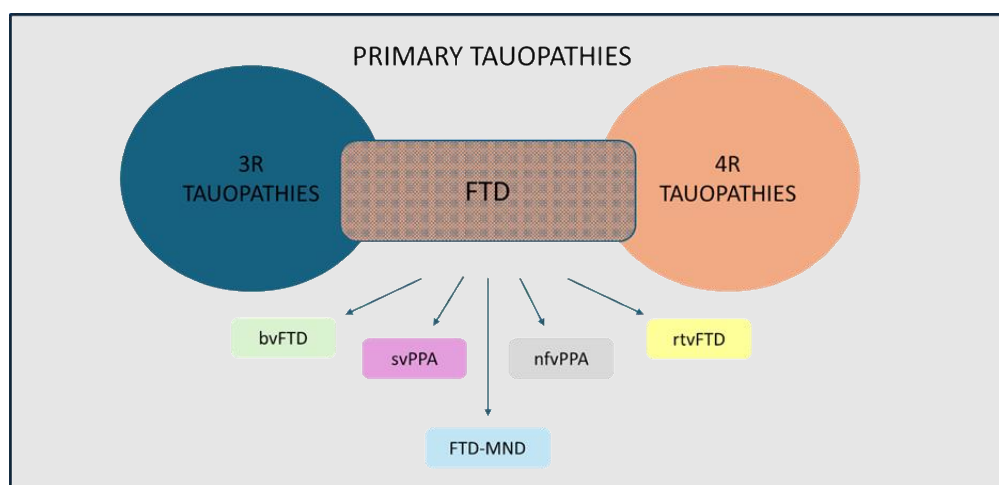 PRIMARY TAUOPATHIES
3R
TAUOPATHIES
FTD
4R
TAUOPATHIES
bvFTD
svPPA
nfvPPA
rtvFTD
FTD-MND